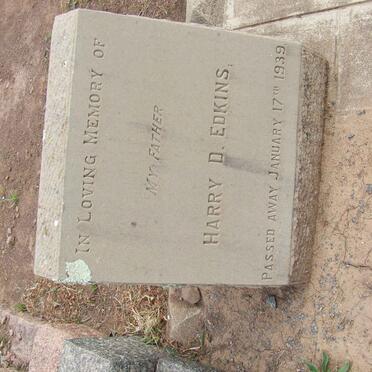 IN LOVING MEMORY OF
MY FATHER
HARRY D. EDKINS.
PASSED AWAY JANUARY 17TH 1939